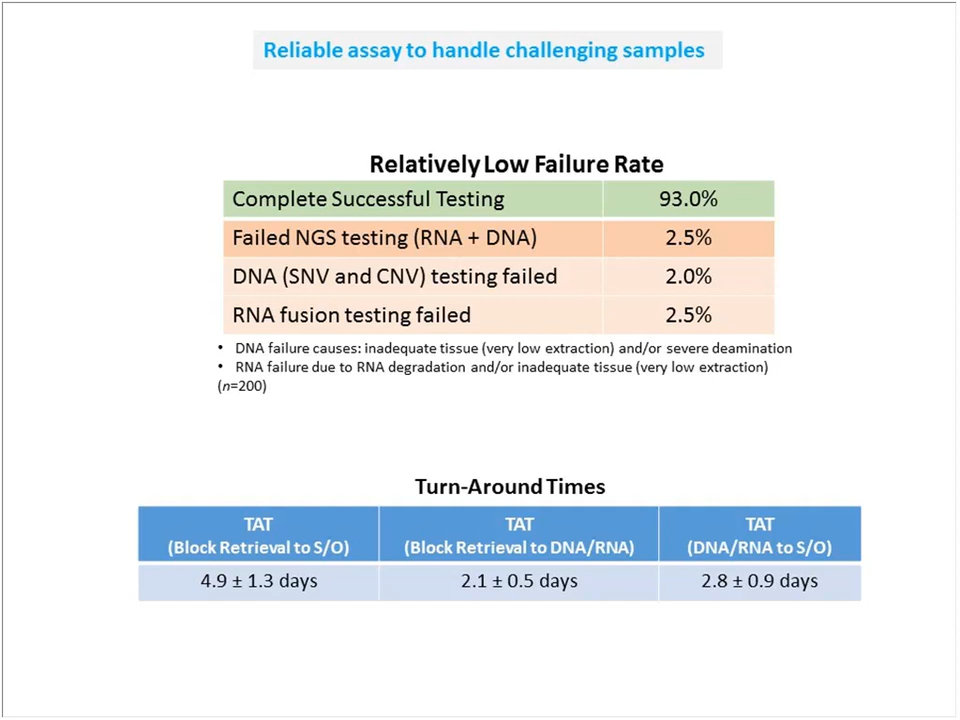 Reliable assay to handle challenging samples
Relatively Low Failure Rate
Complete Successful Testing 93.0%
Failed NGS testing (RNA + DNA) 2.5%
DNA (SNV and CNV) testing failed 2.0%
RNA fusion testing failed 2.5%
• DNA failure causes: inadequate tissue (very low extraction) and/or severe deamination
• RNA failure due to RNA degradation and/or inadequate tissue (very low extraction)
(n=200)
Turn-Around Times
TAT TAT TAT
(Block Retrieval to S/O) (Block Retrieval to DNA/RNA) (DNA/RNA to S/O)
4.9 ± 1.3 days 2.1 ± 0.5 days 2.8 ± 0.9 days